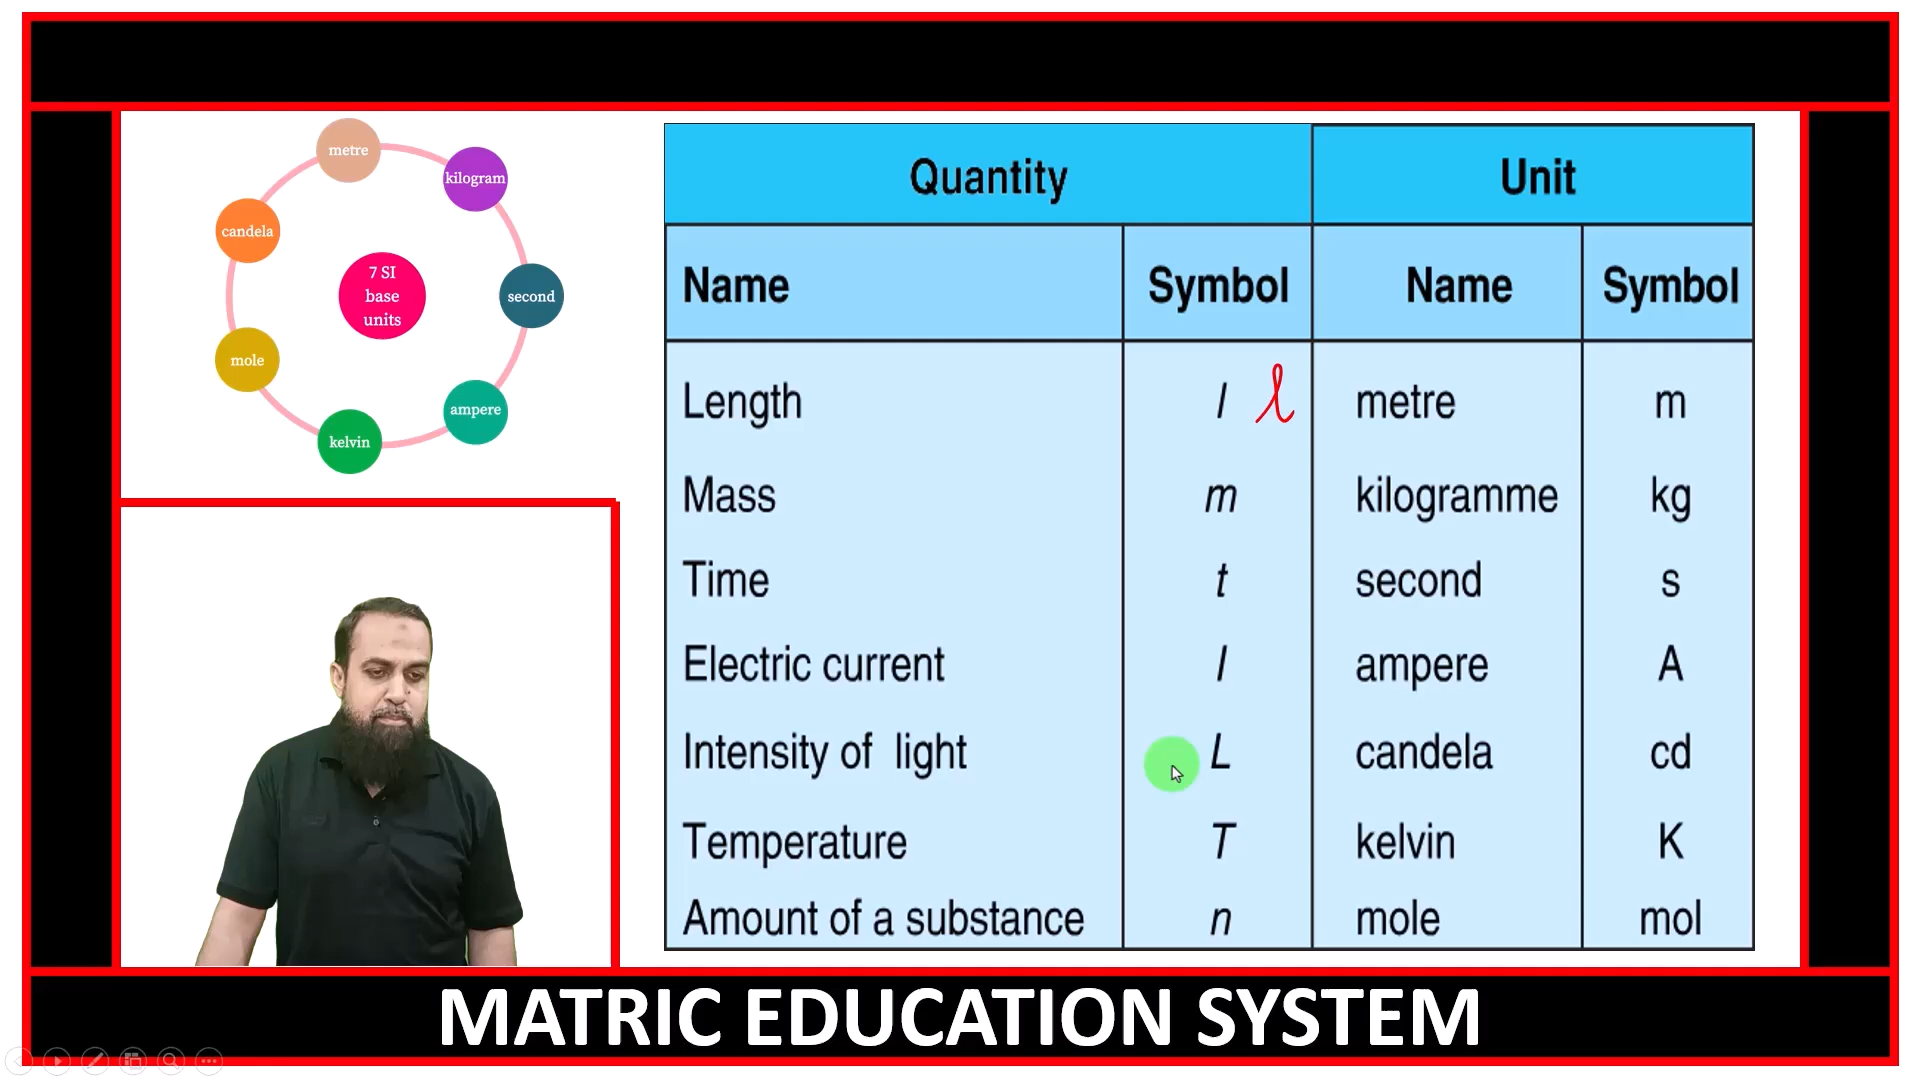 metre
kilogram
candela
7 SI
base
units
second
mole
ampere
kelvin
Quantity Unit
Name Symbol Name Symbol
Length l ℓ metre m
Mass m kilogramme kg
Time t second s
Electric current I ampere A
Intensity of light L candela cd
Temperature T kelvin K
Amount of a substance n mole mol
MATRIC EDUCATION SYSTEM